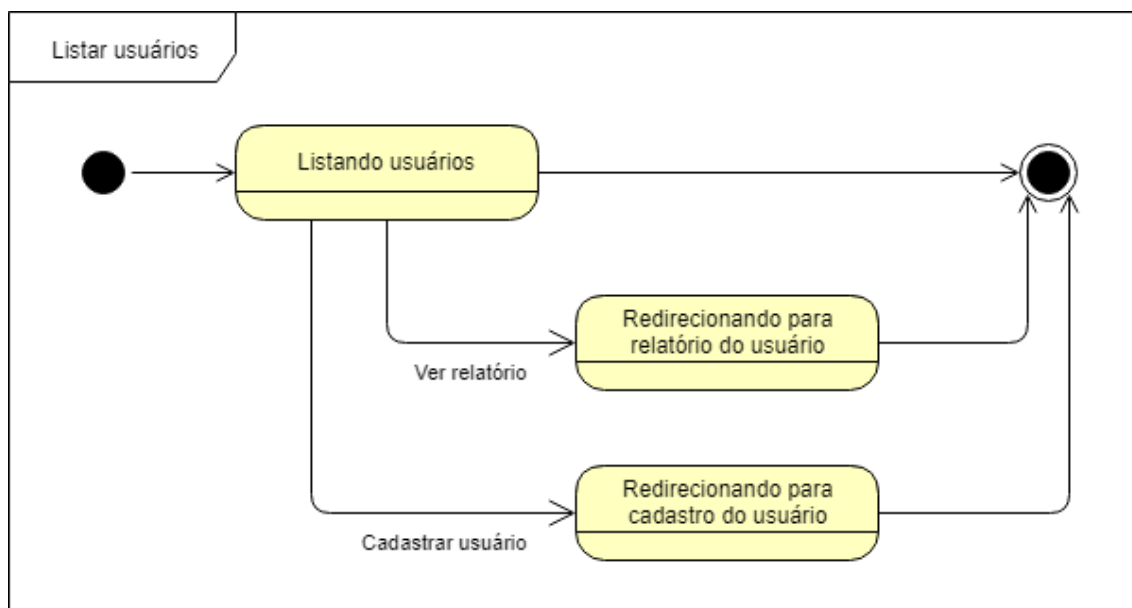 Listar usuários
Listando usuários
Redirecionando para
relatório do usuário
Ver relatório
Redirecionando para
cadastro do usuário
Cadastrar usuário